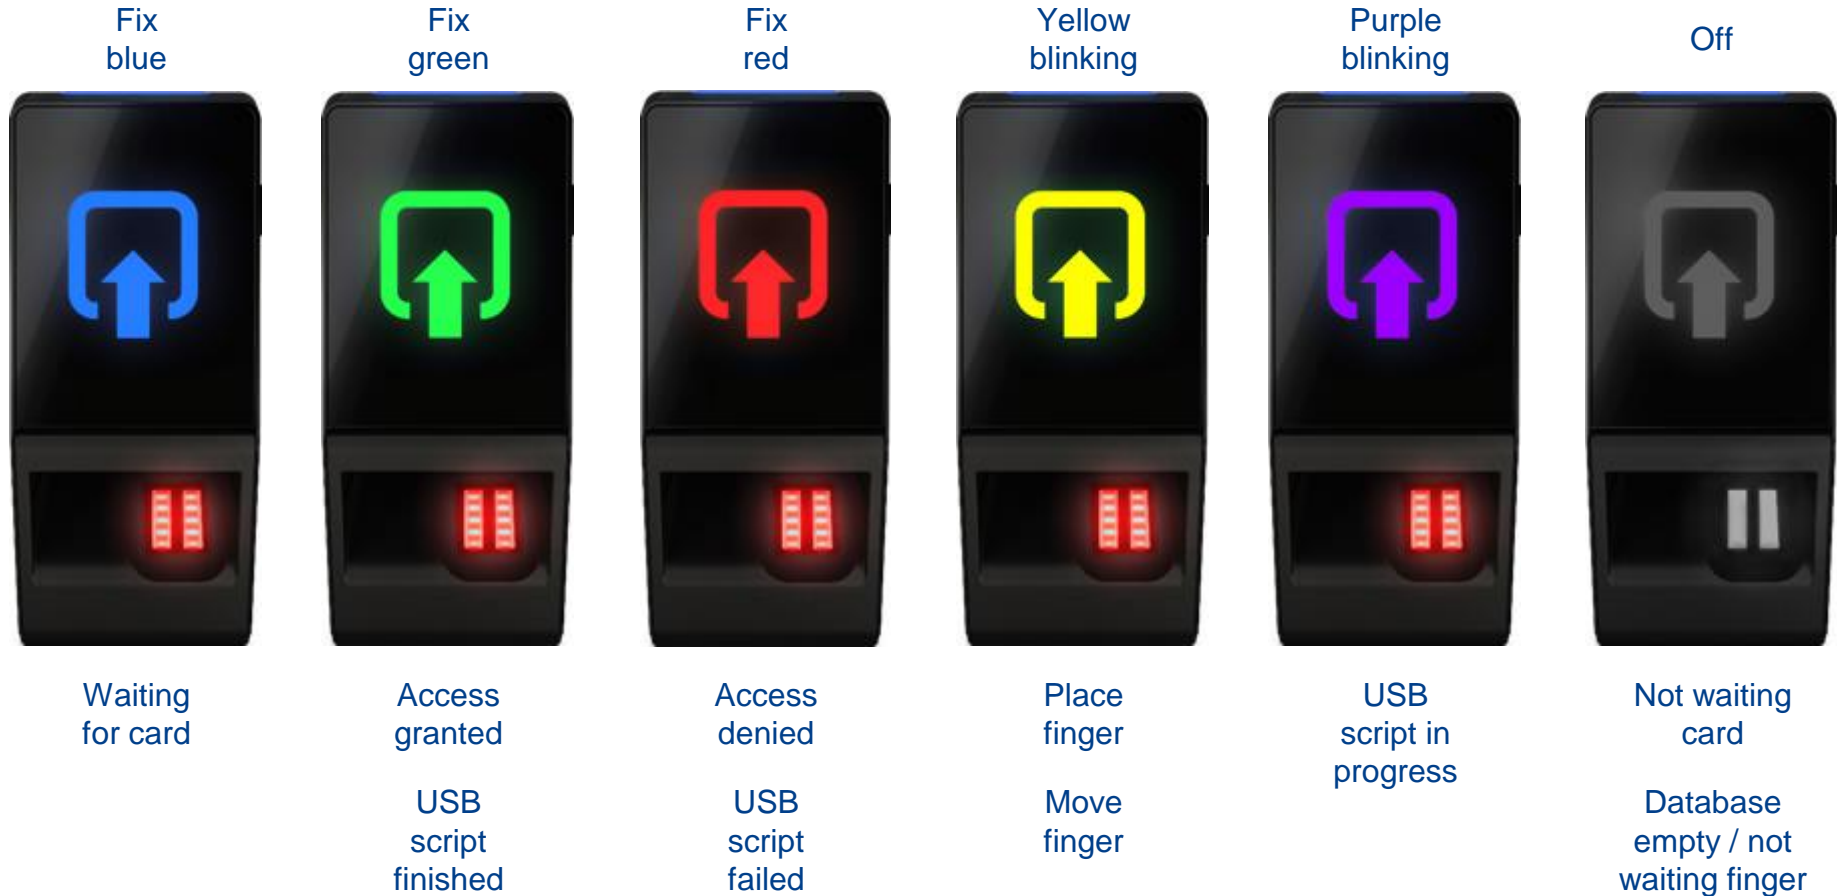 Fix
blue
Fix
green
Fix
red
Yellow
blinking
Purple
blinking
Off
Waiting
for card
Access
granted
Access
denied
Place
finger
USB
script in
progress
Not waiting
card
USB
script
finished
USB
script
failed
Move
finger
Database
empty / not
waiting finger